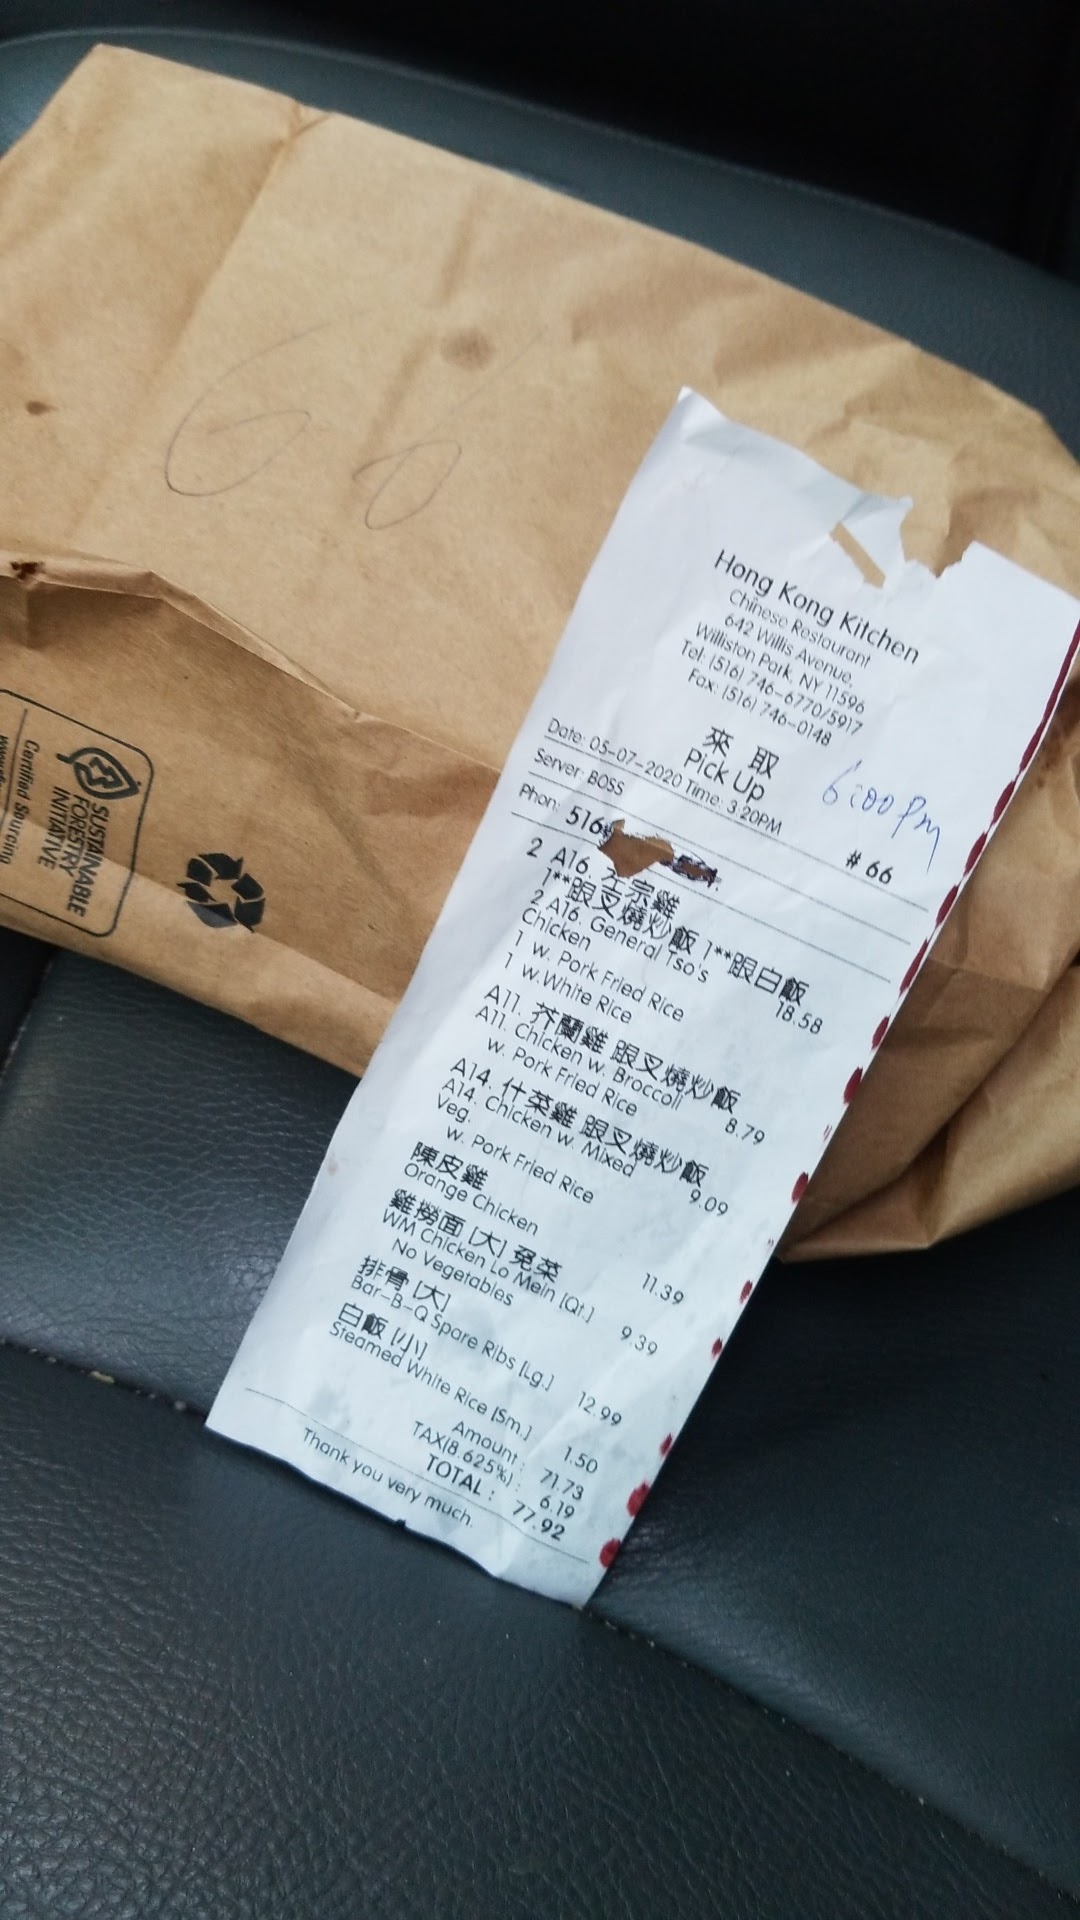 66
SUSTAINABLE
FORESTRY
INITIATIVE
Certified Sourcing
Hong Kong Kitchen
Chinese Restaurant
642 Willis Avenue,
Williston Park, NY 11596
Tel: (516) 746-6770/5917
Fax: (516) 746-0148
來 取
Pick Up
6:00 pm
Date: 05-07-2020 Time: 3:20PM
Server: BOSS
# 66
Phon: 516
2 A16. 左宗雞
1**跟叉燒炒飯 1**跟白飯
2 A16. General Tso's 18.58
Chicken
1 w. Pork Fried Rice
1 w.White Rice
A11. 芥蘭雞 跟叉燒炒飯
A11. Chicken w. Broccoli 8.79
w. Pork Fried Rice
A14. 什菜雞 跟叉燒炒飯
A14. Chicken w. Mixed 9.09
Veg.
w. Pork Fried Rice
陳皮雞
Orange Chicken 11.39
雞撈面 [大] 免菜
WM Chicken Lo Mein [Qt.] 9.39
No Vegetables
排骨 [大]
Bar-B-Q Spare Ribs [Lg.] 12.99
白飯 [小]
Steamed White Rice [Sm.] 1.50
Amount : 71.73
TAX(8.625%) : 6.19
TOTAL : 77.92
Thank you very much.